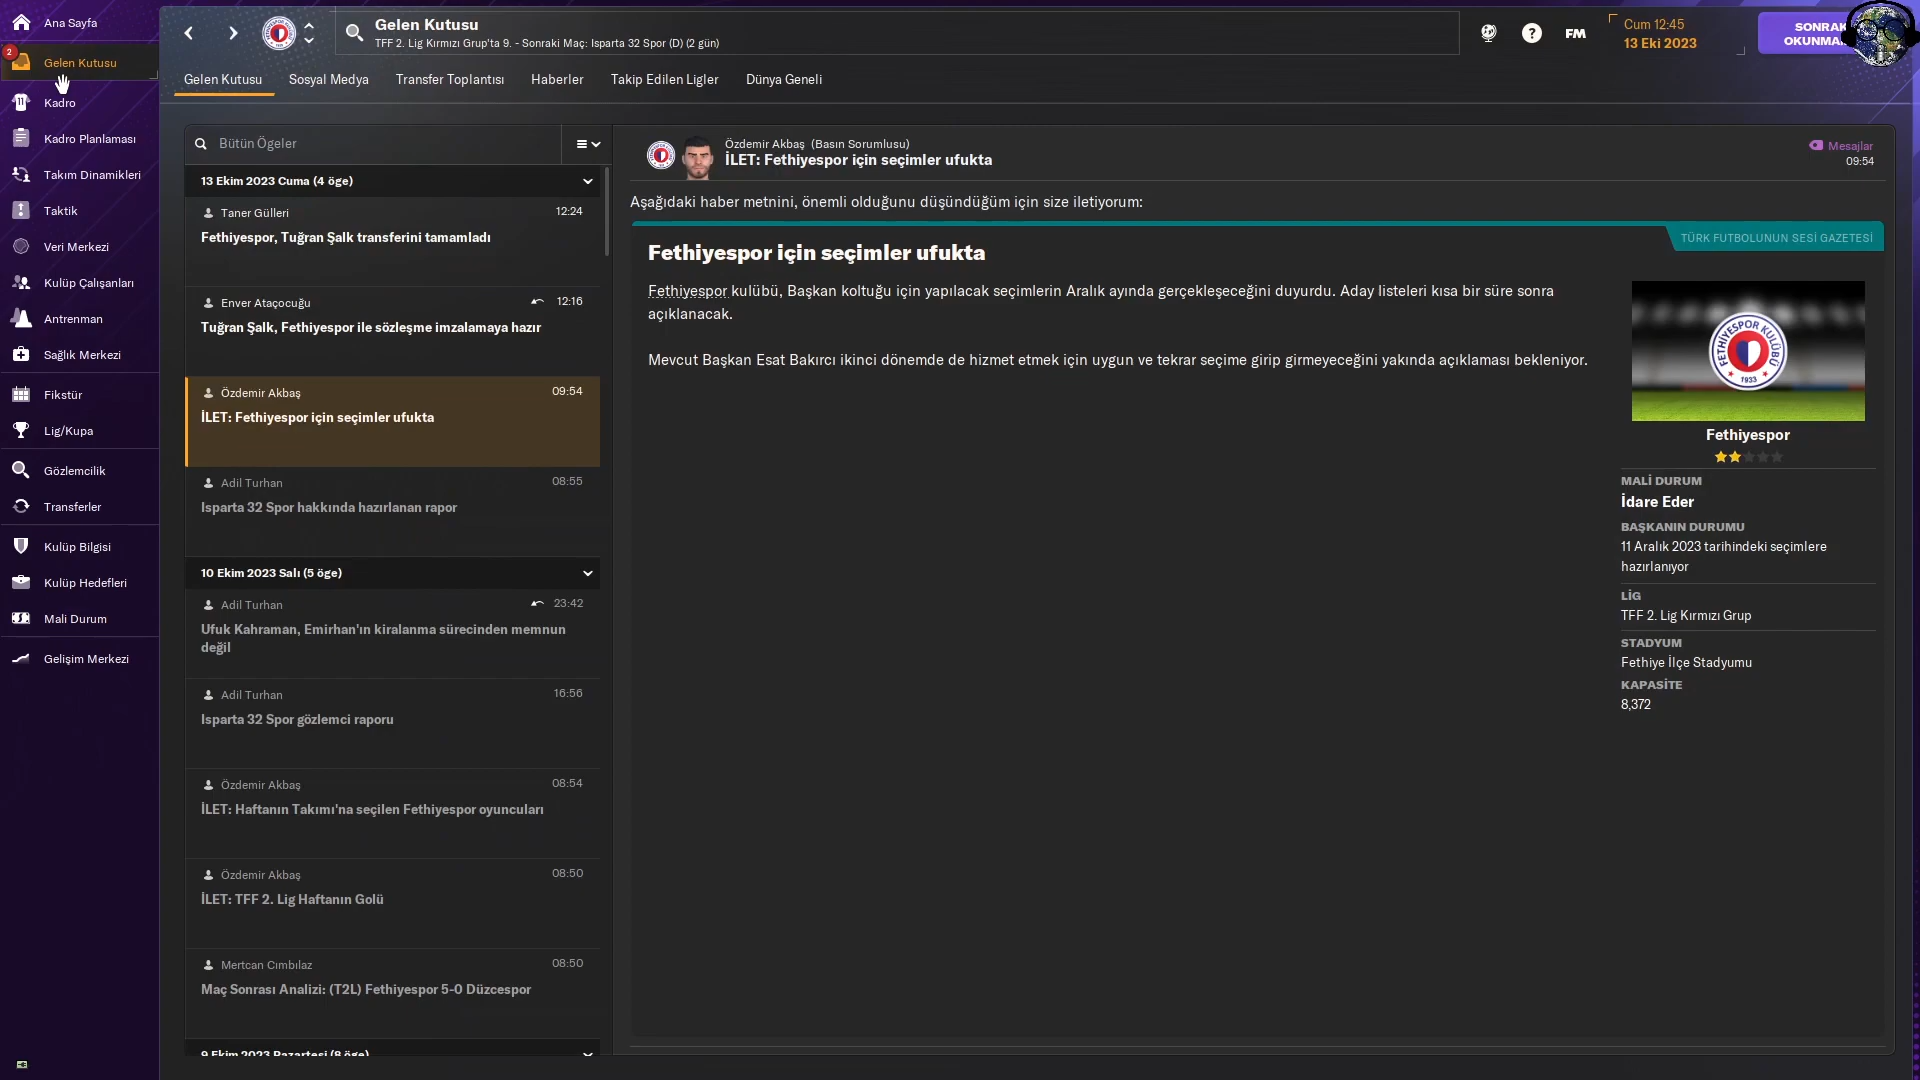 Ana Sayfa
2
Gelen Kutusu
Kadro
Kadro Planlaması
Takım Dinamikleri
Taktik
Veri Merkezi
Kulüp Çalışanları
Antrenman
Sağlık Merkezi
Fikstür
Lig/Kupa
Gözlemcilik
Transferler
Kulüp Bilgisi
Kulüp Hedefleri
Mali Durum
Gelişim Merkezi
Gelen Kutusu
TFF 2. Lig Kırmızı Grup'ta 9. - Sonraki Maç: Isparta 32 Spor (D) (2 gün)
FM
Cum 12:45
13 Eki 2023
Gelen Kutusu Sosyal Medya Transfer Toplantısı Haberler Takip Edilen Ligler Dünya Geneli
Bütün Ögeler
13 Ekim 2023 Cuma (4 öge)
Taner Gülleri 12:24
Fethiyespor, Tuğran Şalk transferini tamamladı
Enver Ataçocuğu 12:16
Tuğran Şalk, Fethiyespor ile sözleşme imzalamaya hazır
Özdemir Akbaş 09:54
İLET: Fethiyespor için seçimler ufukta
Adil Turhan 08:55
Isparta 32 Spor hakkında hazırlanan rapor
10 Ekim 2023 Salı (5 öge)
Adil Turhan 23:42
Ufuk Kahraman, Emirhan'ın kiralanma sürecinden memnun
değil
Adil Turhan 16:56
Isparta 32 Spor gözlemci raporu
Özdemir Akbaş 08:54
İLET: Haftanın Takımı'na seçilen Fethiyespor oyuncuları
Özdemir Akbaş 08:50
İLET: TFF 2. Lig Haftanın Golü
Mertcan Cımbılaz 08:50
Maç Sonrası Analizi: (T2L) Fethiyespor 5-0 Düzcespor
9 Ekim 2023 Pazartesi (8 öge)
Özdemir Akbaş (Basın Sorumlusu)
İLET: Fethiyespor için seçimler ufukta
Mesajlar
09:54
Aşağıdaki haber metnini, önemli olduğunu düşündüğüm için size iletiyorum:
TÜRK FUTBOLUNUN SESİ GAZETESİ
Fethiyespor için seçimler ufukta
Fethiyespor kulübü, Başkan koltuğu için yapılacak seçimlerin Aralık ayında gerçekleşeceğini duyurdu. Aday listeleri kısa bir süre sonra
açıklanacak.
Mevcut Başkan Esat Bakırcı ikinci dönemde de hizmet etmek için uygun ve tekrar seçime girip girmeyeceğini yakında açıklaması bekleniyor.
FETHİYESPOR KULÜBÜ
1933
Fethiyespor
MALİ DURUM
İdare Eder
BAŞKANIN DURUMU
11 Aralık 2023 tarihindeki seçimlere
hazırlanıyor
LİG
TFF 2. Lig Kırmızı Grup
STADYUM
Fethiye İlçe Stadyumu
KAPASİTE
8,372